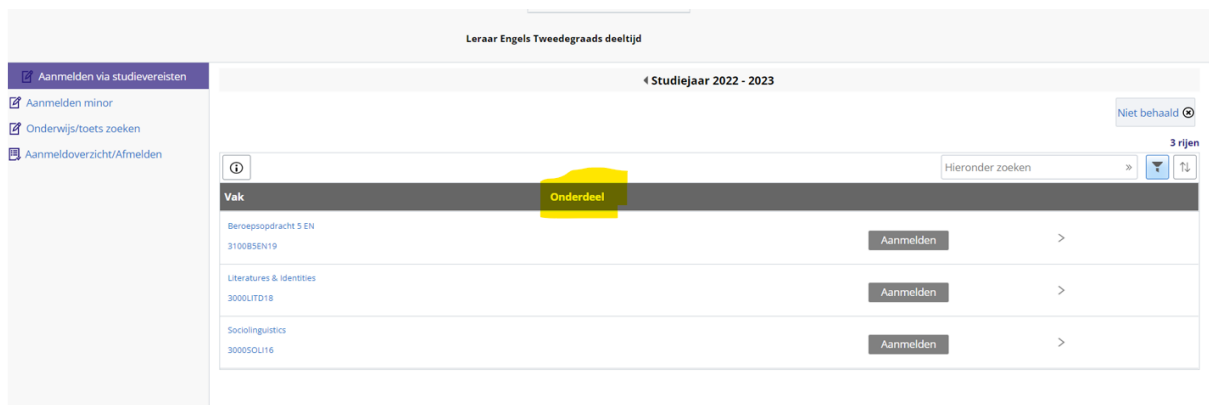 Leraar Engels Tweedegraads deeltijd
Aanmelden via studievereisten
Aanmelden minor
Onderwijs/toets zoeken
Aanmeldoverzicht/Afmelden
Studiejaar 2022 - 2023
Niet behaald
3 rijen
Hieronder zoeken »
Vak Onderdeel
Beroepsopdracht 5 EN
3100B5EN19
Aanmelden
Literatures & Identities
3000LITD18
Aanmelden
Sociolinguistics
3000SOLI16
Aanmelden